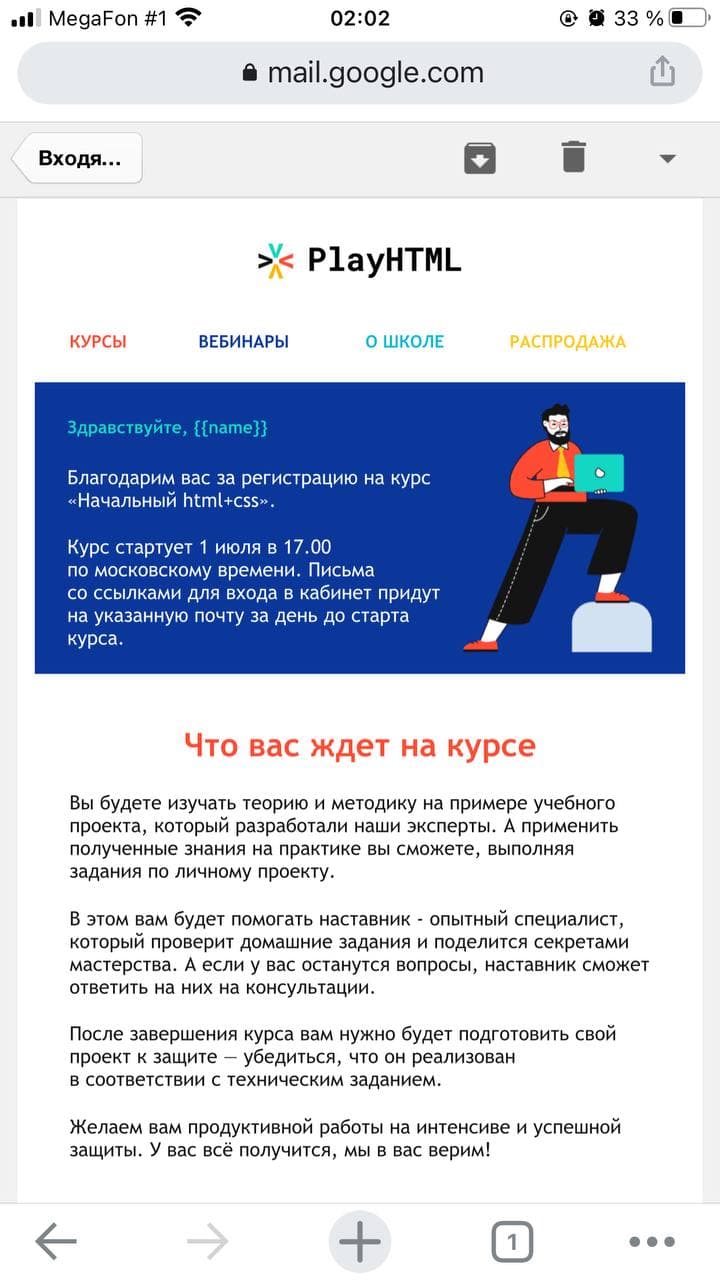 MegaFon #1 02:02 33 %
mail.google.com
Входя...
PlayHTML
КУРСЫ ВЕБИНАРЫ О ШКОЛЕ РАСПРОДАЖА
Здравствуйте, {{name}}
Благодарим вас за регистрацию на курс
«Начальный html+css».
Курс стартует 1 июля в 17.00
по московскому времени. Письма
со ссылками для входа в кабинет придут
на указанную почту за день до старта
курса.
Что вас ждет на курсе
Вы будете изучать теорию и методику на примере учебного
проекта, который разработали наши эксперты. А применить
полученные знания на практике вы сможете, выполняя
задания по личному проекту.
В этом вам будет помогать наставник - опытный специалист,
который проверит домашние задания и поделится секретами
мастерства. А если у вас останутся вопросы, наставник сможет
ответить на них на консультации.
После завершения курса вам нужно будет подготовить свой
проект к защите — убедиться, что он реализован
в соответствии с техническим заданием.
Желаем вам продуктивной работы на интенсиве и успешной
защиты. У вас всё получится, мы в вас верим!
1